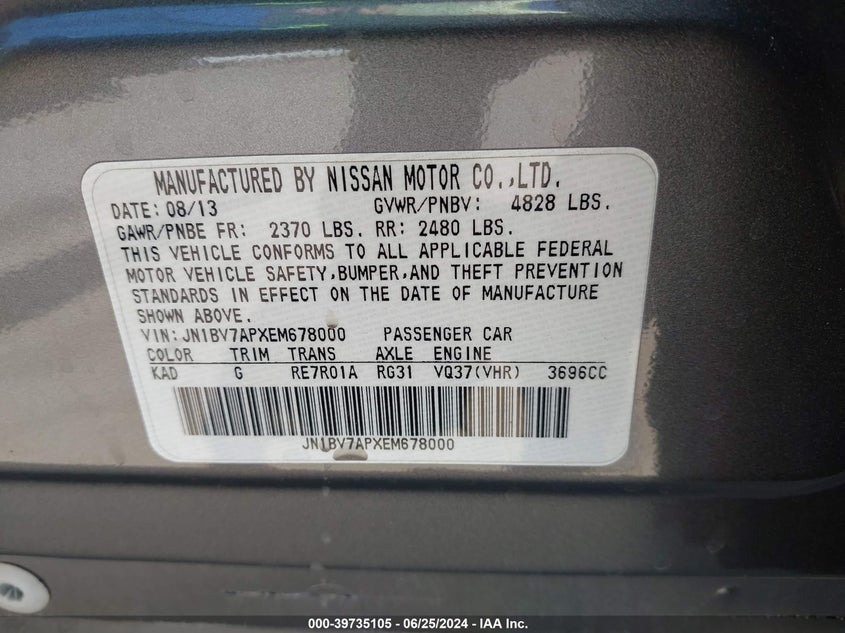 MANUFACTURED BY NISSAN MOTOR CO.,LTD.
DATE: 08/13 GVWR/PNBV: 4828 LBS.
GAWR/PNBE FR: 2370 LBS. RR: 2480 LBS.
THIS VEHICLE CONFORMS TO ALL APPLICABLE FEDERAL
MOTOR VEHICLE SAFETY,BUMPER,AND THEFT PREVENTION
STANDARDS IN EFFECT ON THE DATE OF MANUFACTURE
SHOWN ABOVE.
VIN:JN1BV7APXEM678000 PASSENGER CAR
COLOR TRIM TRANS AXLE ENGINE
KAD G RE7R01A RG31 VQ37(VHR) 3696CC
JN1BV7APXEM678000
000-39735105 - 06/25/2024 - IAA Inc.